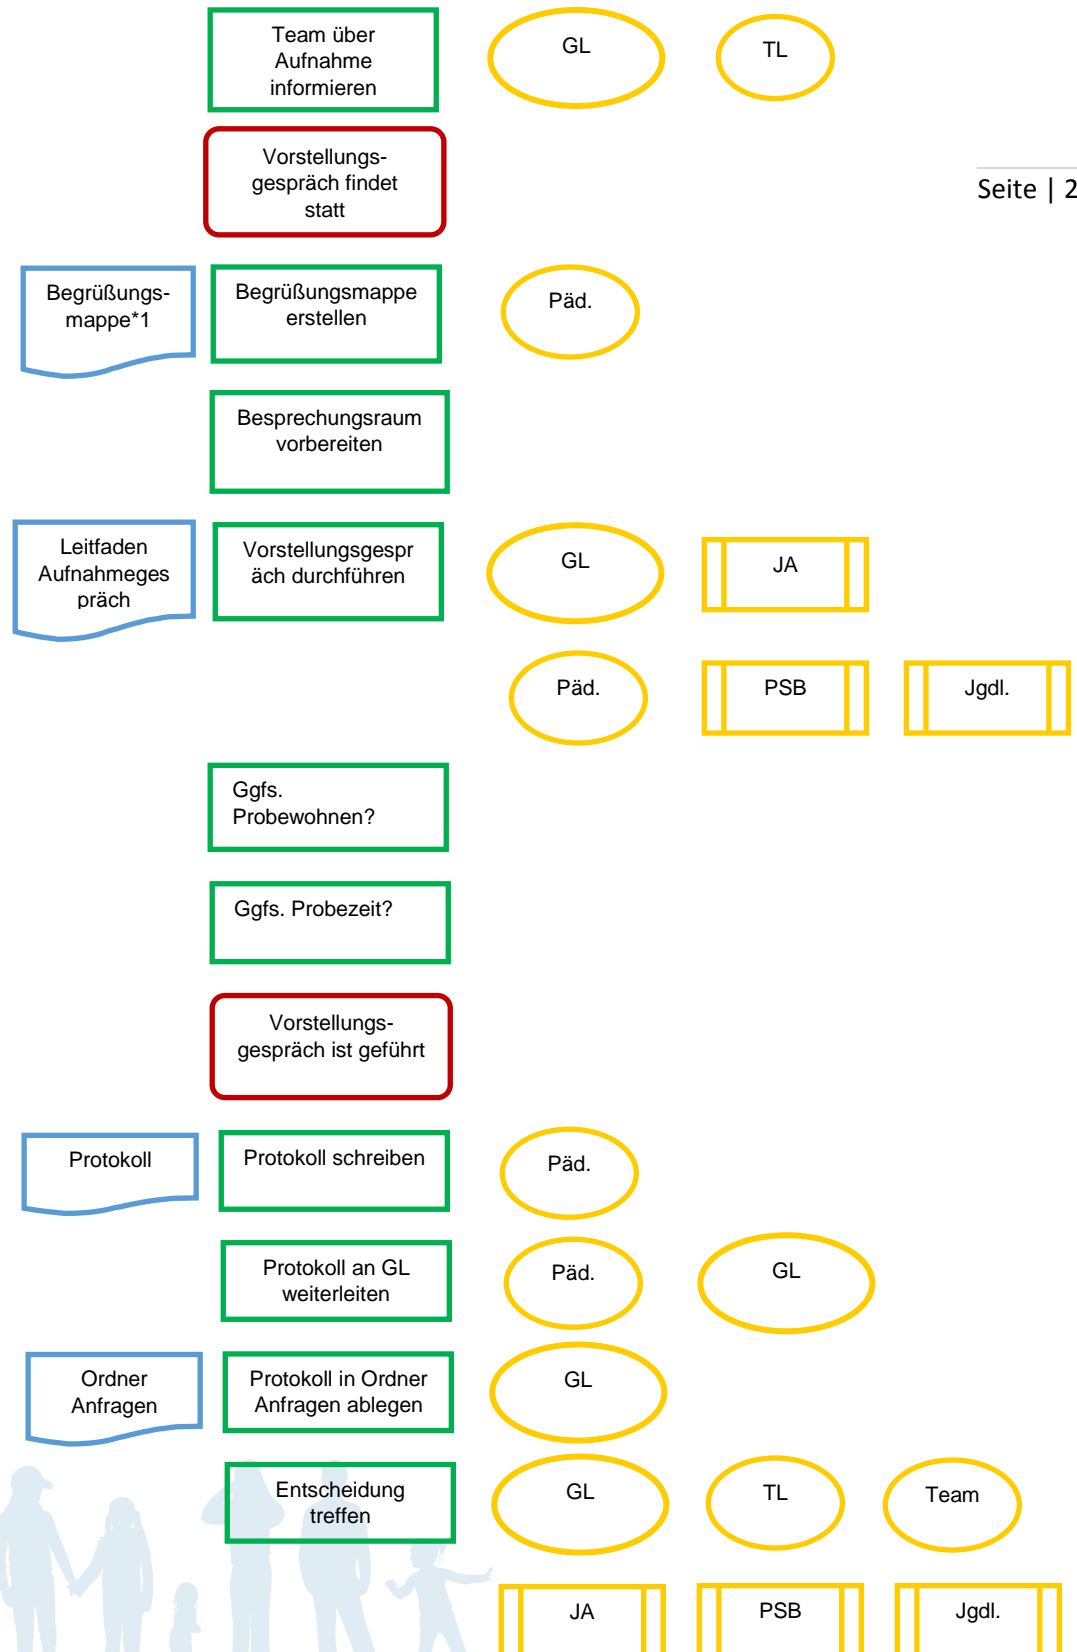 Team über
Aufnahme
informieren
GL
TL
Vorstellungs-
gespräch findet
statt
Seite | 2
Begrüßungs-
mappe*1
Begrüßungsmappe
erstellen
Päd.
Besprechungsraum
vorbereiten
Leitfaden
Aufnahmeges
präch
Vorstellungsgespr
äch durchführen
GL
JA
Päd.
PSB
Jgdl.
Ggfs.
Probewohnen?
Ggfs. Probezeit?
Vorstellungs-
gespräch ist geführt
Protokoll
Protokoll schreiben
Päd.
Protokoll an GL
weiterleiten
Päd.
GL
Ordner
Anfragen
Protokoll in Ordner
Anfragen ablegen
GL
Entscheidung
treffen
GL
TL
Team
JA
PSB
Jgdl.